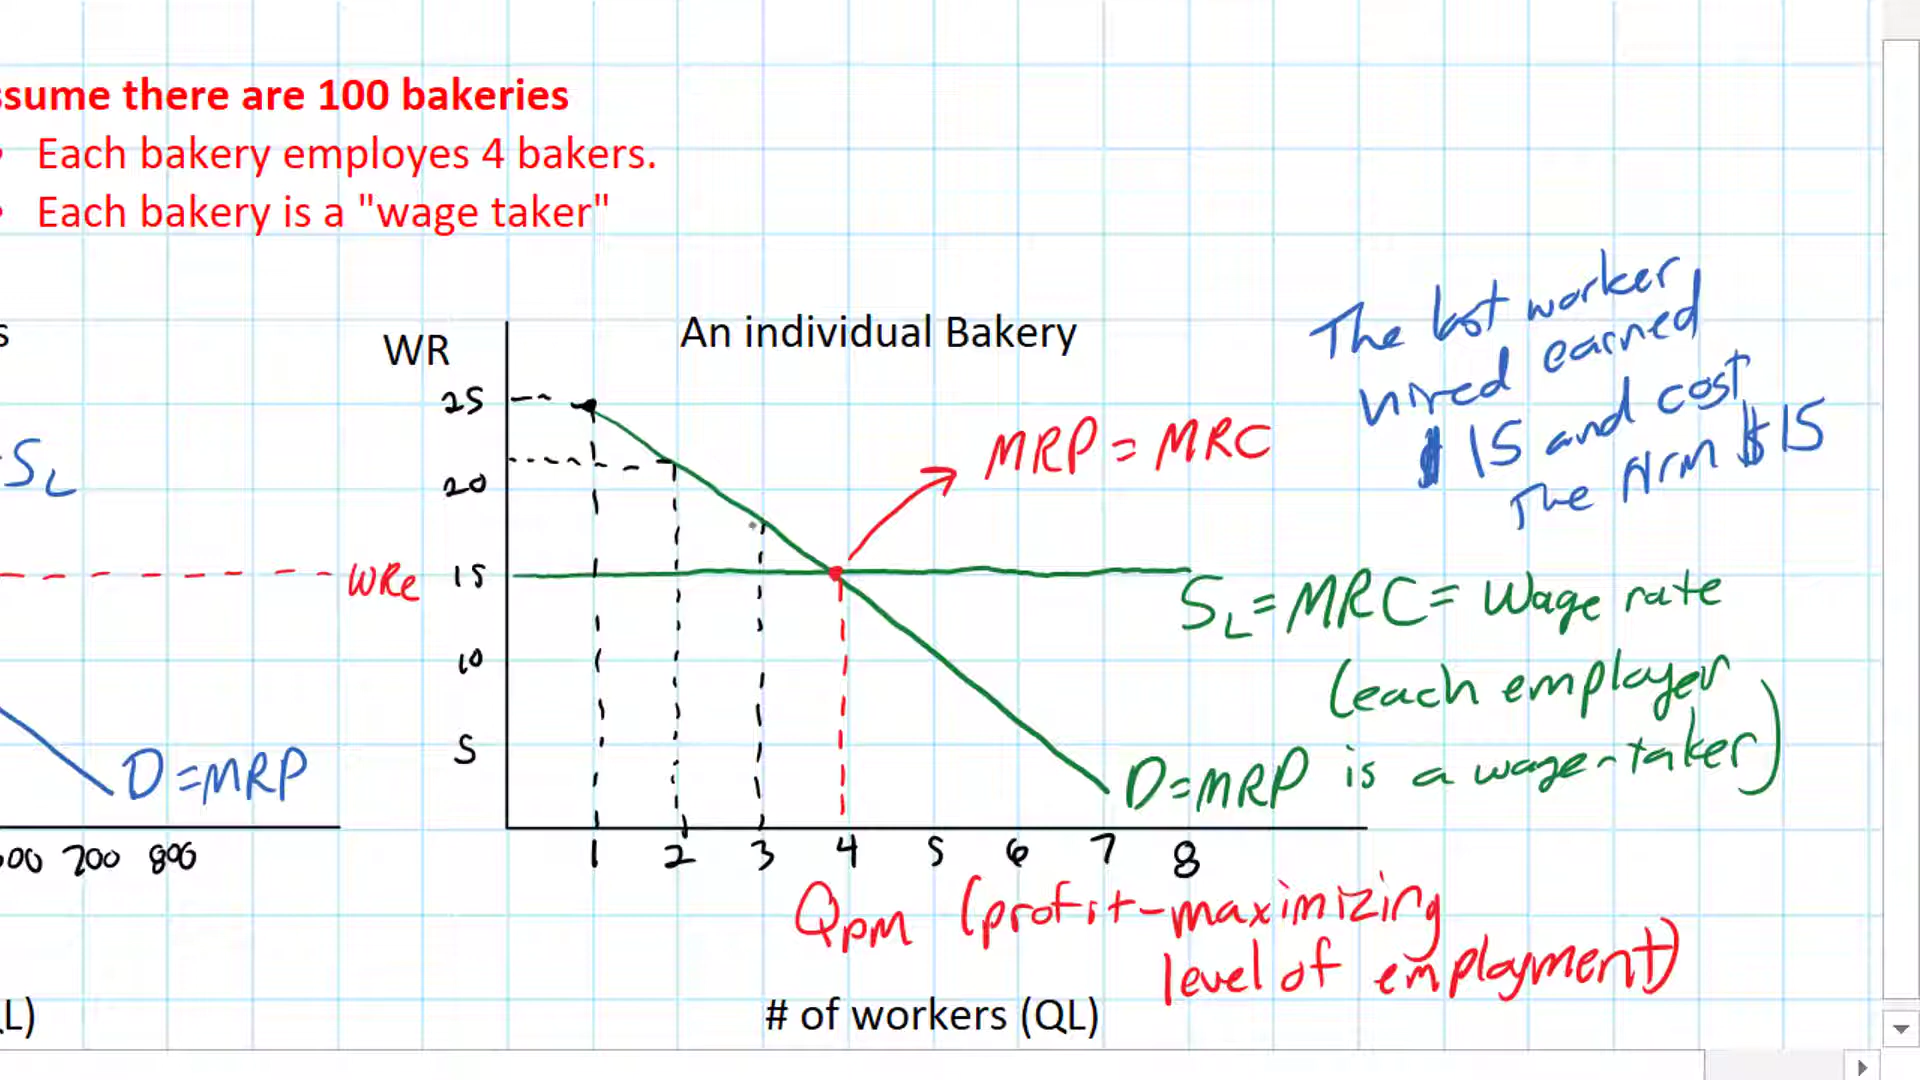 ssume there are 100 bakeries
Each bakery employes 4 bakers.
Each bakery is a "wage taker"
s
WR
An individual Bakery
The last worker
hired earned
$15 and cost
The firm $15
25
20
WRe 15
10
5
MRP = MRC
SL
SL = MRC = Wage rate
(each employer
is a wage-taker)
D=MRP
D=MRP
00 700 800
1 2 3 4 5 6 7 8
QPM (profit-maximizing
level of employment)
L)
# of workers (QL)